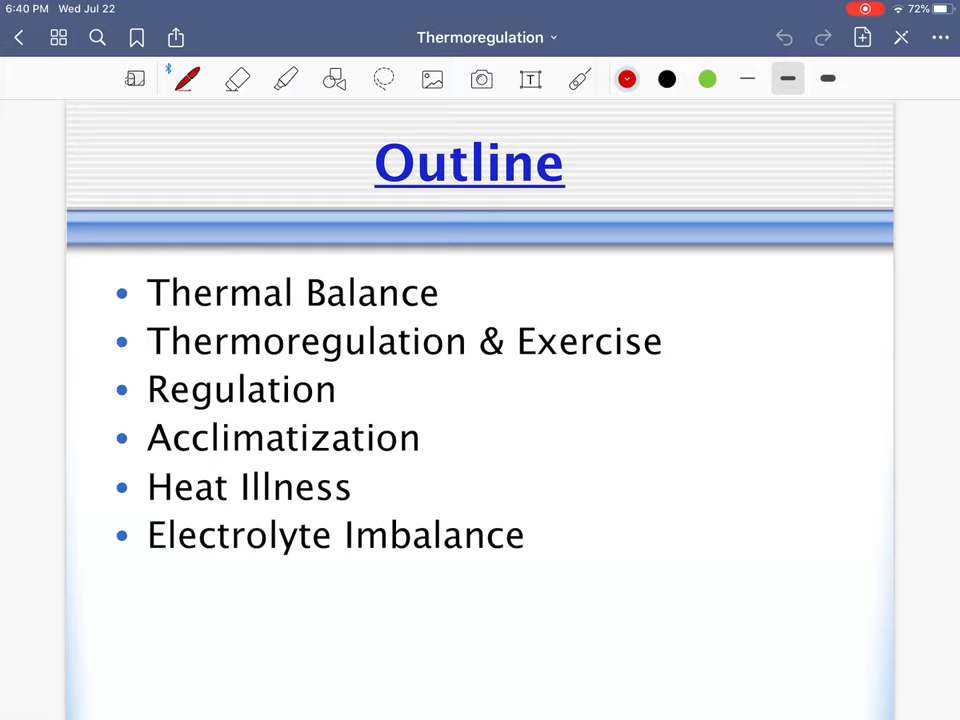 6:40 PM Wed Jul 22
72%
Thermoregulation
a
T
Outline
• Thermal Balance
• Thermoregulation & Exercise
• Regulation
• Acclimatization
• Heat Illness
• Electrolyte Imbalance